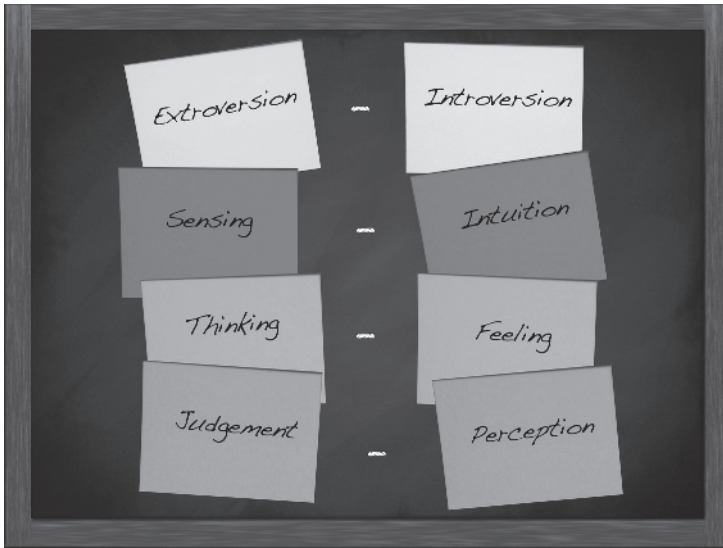 Extroversion - Introversion
Sensing - Intuition
Thinking - Feeling
Judgement - Perception